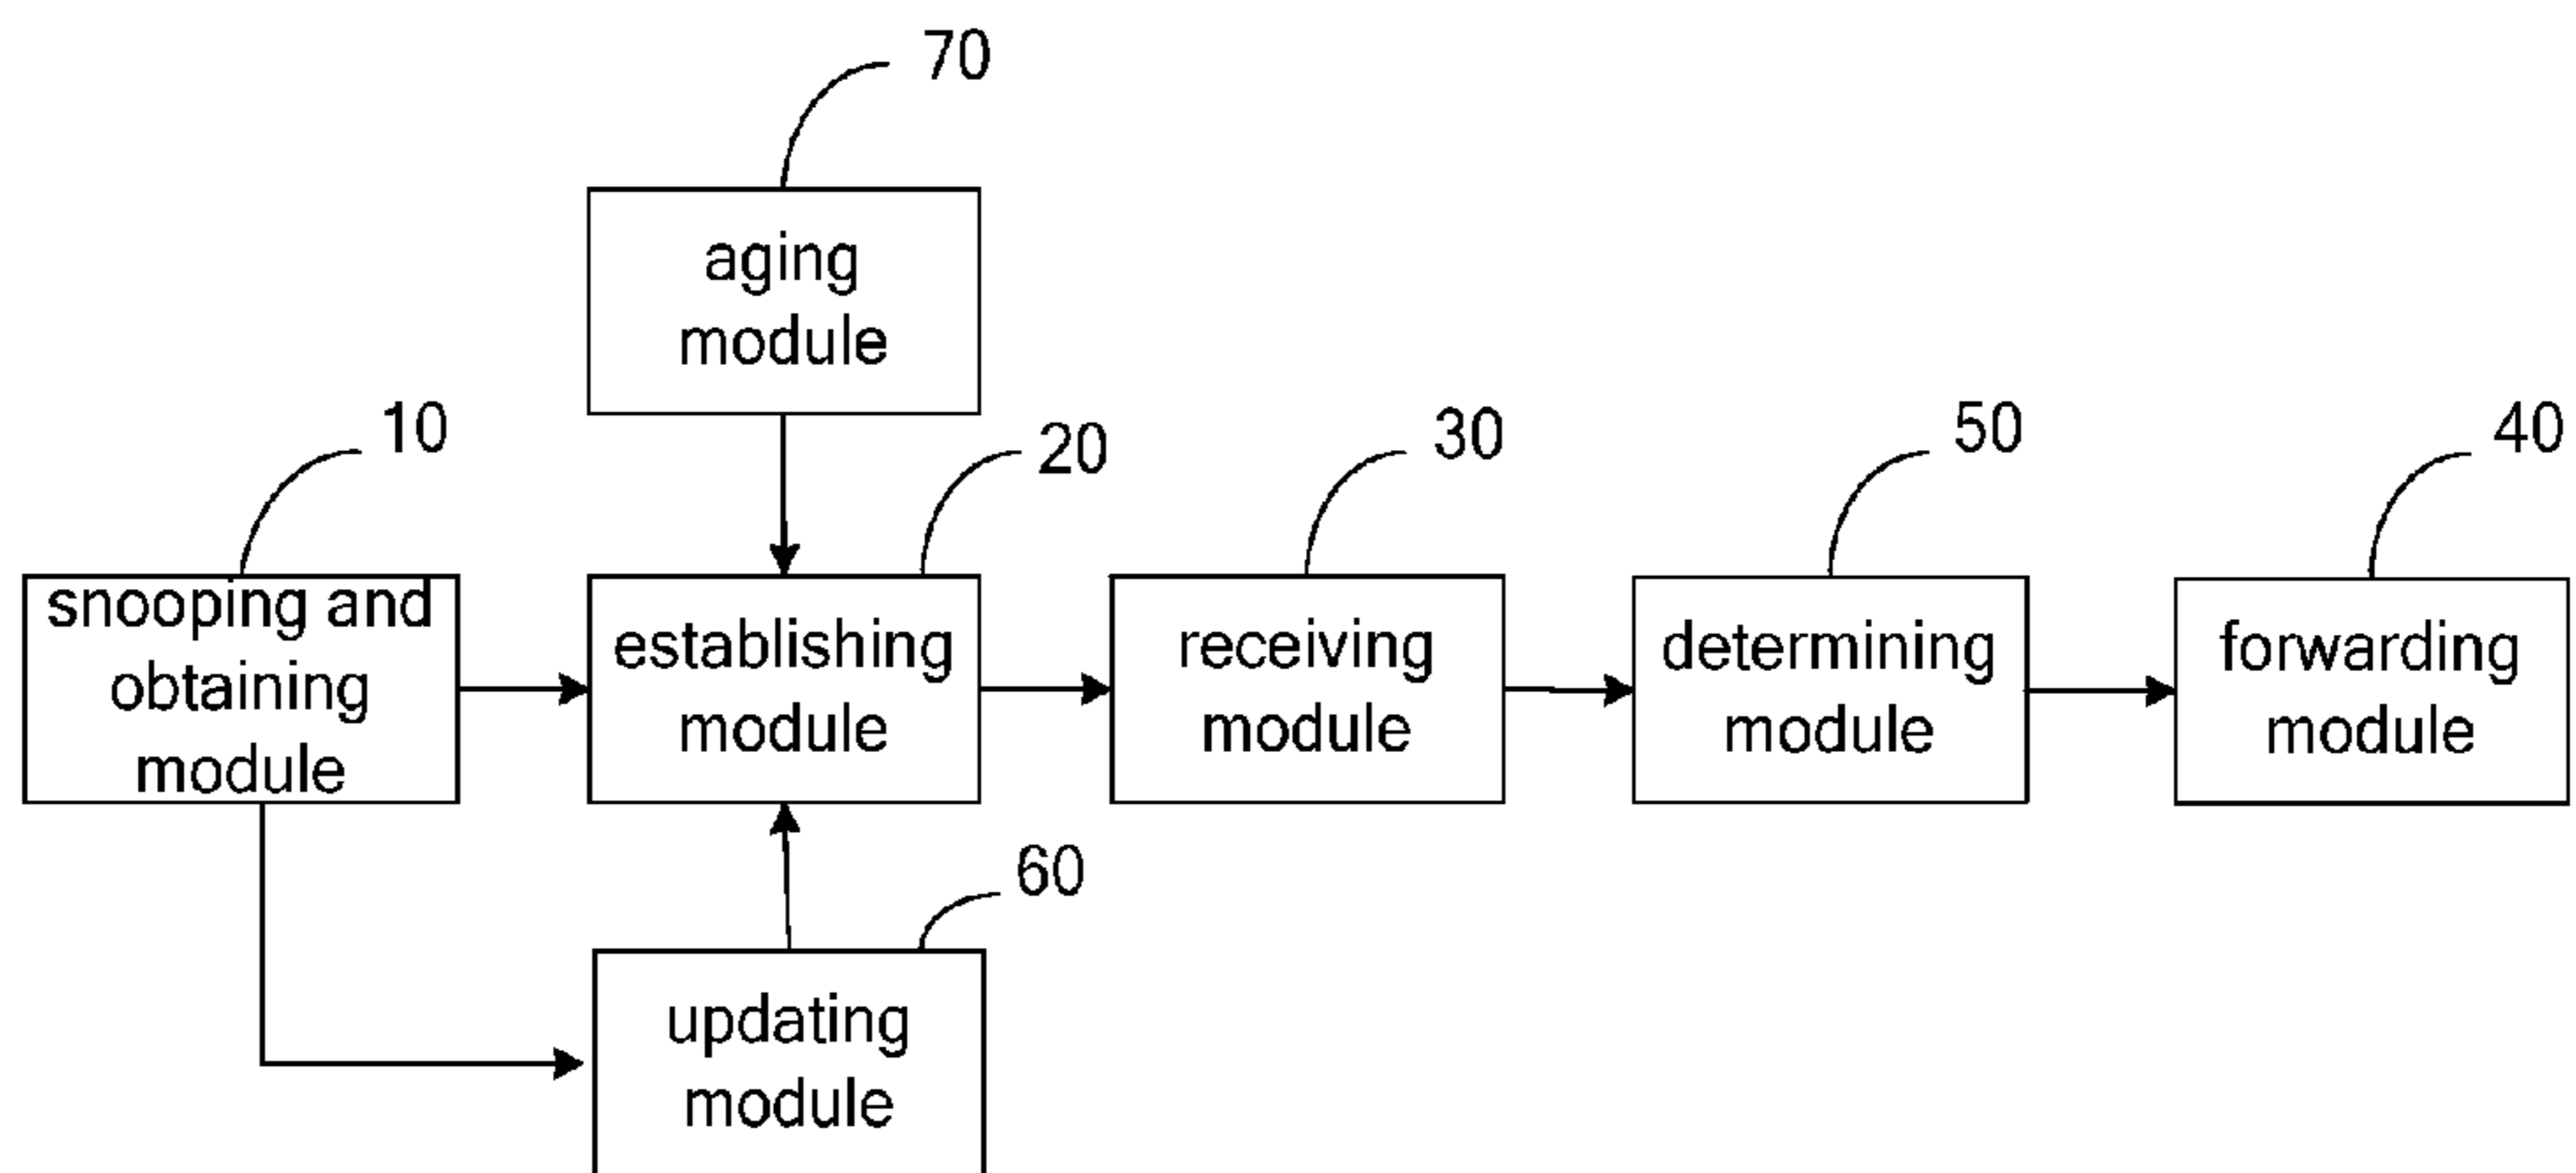 70
aging
module
10
20
30
50
40
snooping and
obtaining
module
establishing
module
receiving
module
determining
module
forwarding
module
60
updating
module